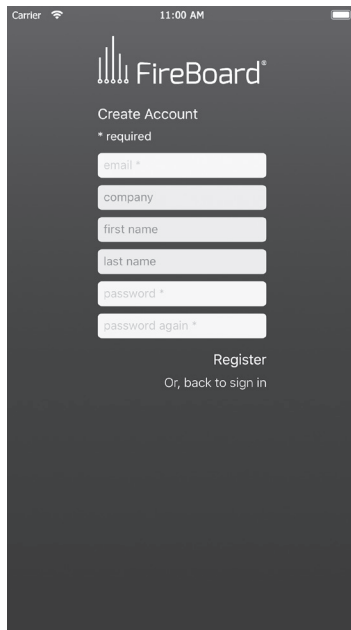 Carrier 11:00 AM
FireBoard®
Create Account
* required
email *
company
first name
last name
password *
password again *
Register
Or, back to sign in